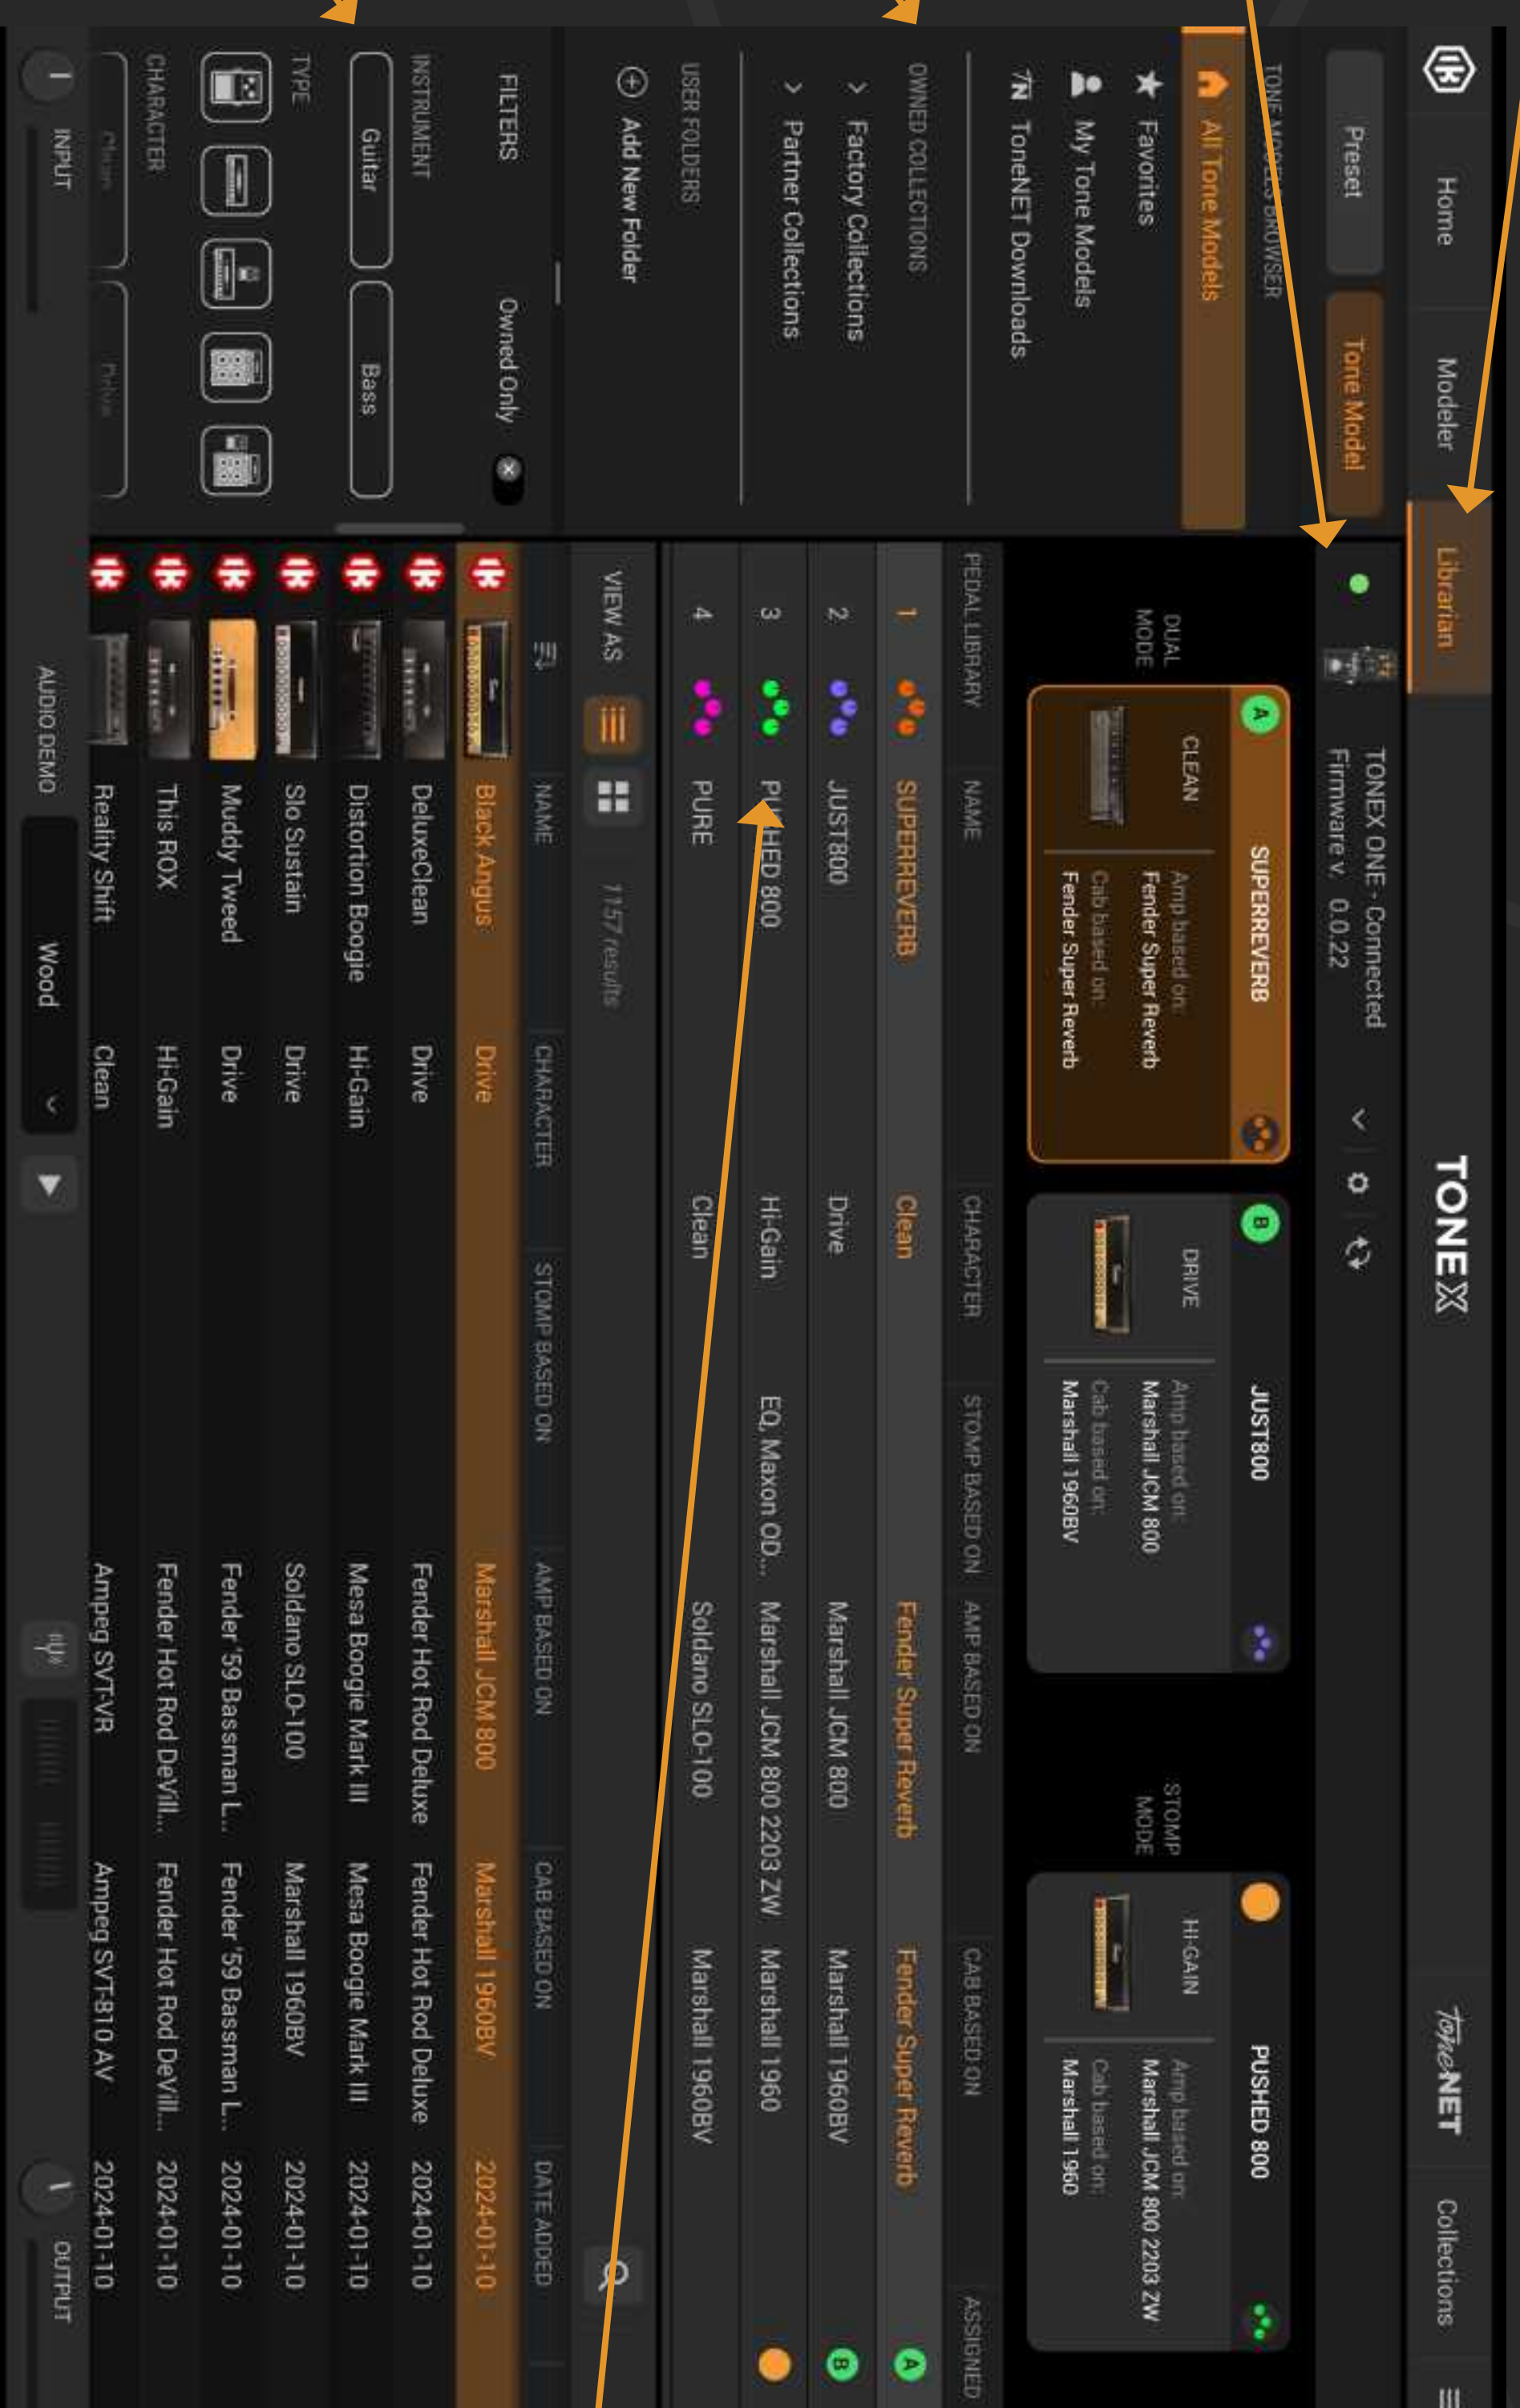 Home
Modeler
Librarian
TONEX
ToneNET
Collections
Preset
Tone Model
TONE MODELS BROWSER
All Tone Models
Favorites
My Tone Models
ToneNET Downloads
OWNED COLLECTIONS
Factory Collections
Partner Collections
USER FOLDERS
Add New Folder
FILTERS
Owned Only
INSTRUMENT
Guitar
Bass
TYPE
CHARACTER
Clean
Drive
TONEX ONE - Connected
Firmware v. 0.0.22
DUAL
MODE
A
SUPERREVERB
CLEAN
Amp based on:
Fender Super Reverb
Cab based on:
Fender Super Reverb
B
JUST800
DRIVE
Amp based on:
Marshall JCM 800
Cab based on:
Marshall 1960BV
STOMP
MODE
PUSHED 800
HI-GAIN
Amp based on:
Marshall JCM 800 2203 ZW
Cab based on:
Marshall 1960
PEDAL LIBRARY NAME CHARACTER STOMP BASED ON AMP BASED ON CAB BASED ON ASSIGNED
1 SUPERREVERB Clean Fender Super Reverb Fender Super Reverb A
2 JUST800 Drive Marshall JCM 800 Marshall 1960BV B
3 PUSHED 800 Hi-Gain EQ, Maxon OD... Marshall JCM 800 2203 ZW Marshall 1960
4 PURE Clean Soldano SLO-100 Marshall 1960BV
VIEW AS 1157 results
NAME CHARACTER STOMP BASED ON AMP BASED ON CAB BASED ON DATE ADDED
Black Angus Drive Marshall JCM 800 Marshall 1960BV 2024-01-10
DeluxeClean Drive Fender Hot Rod Deluxe Fender Hot Rod Deluxe 2024-01-10
Distortion Boogie Hi-Gain Mesa Boogie Mark III Mesa Boogie Mark III 2024-01-10
Slo Sustain Drive Soldano SLO-100 Marshall 1960BV 2024-01-10
Muddy Tweed Drive Fender '59 Bassman L... Fender '59 Bassman L... 2024-01-10
This ROX Hi-Gain Fender Hot Rod DeVill... Fender Hot Rod DeVill... 2024-01-10
Reality Shift Clean Ampeg SVT-VR Ampeg SVT-810 AV 2024-01-10
INPUT
AUDIO DEMO
Wood
OUTPUT